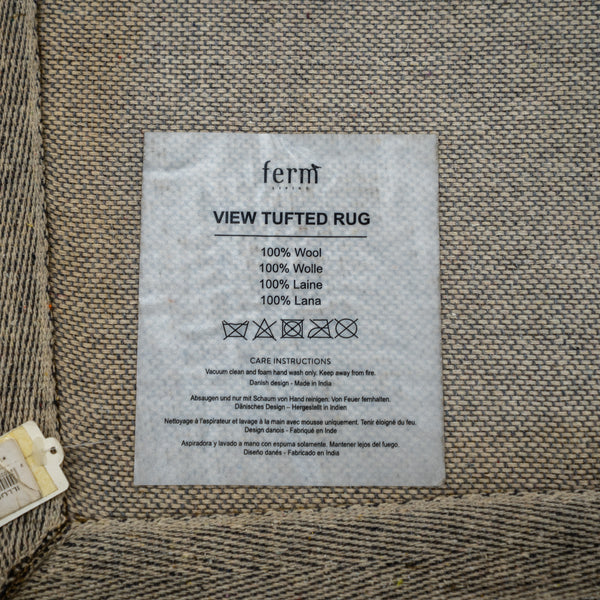 ferm
LIVING
VIEW TUFTED RUG
100% Wool
100% Wolle
100% Laine
100% Lana
CARE INSTRUCTIONS
Vacuum clean and foam hand wash only. Keep away from fire.
Danish design - Made in India
Absaugen und nur mit Schaum von Hand reinigen. Von Feuer fernhalten.
Dänisches Design – Hergestellt in Indien
Nettoyage à l'aspirateur et lavage à la main avec mousse uniquement. Tenir éloigné du feu.
Design danois - Fabriqué en Inde
Aspiradora y lavado a mano con espuma solamente. Mantener lejos del fuego.
Diseño danés - Fabricado en India